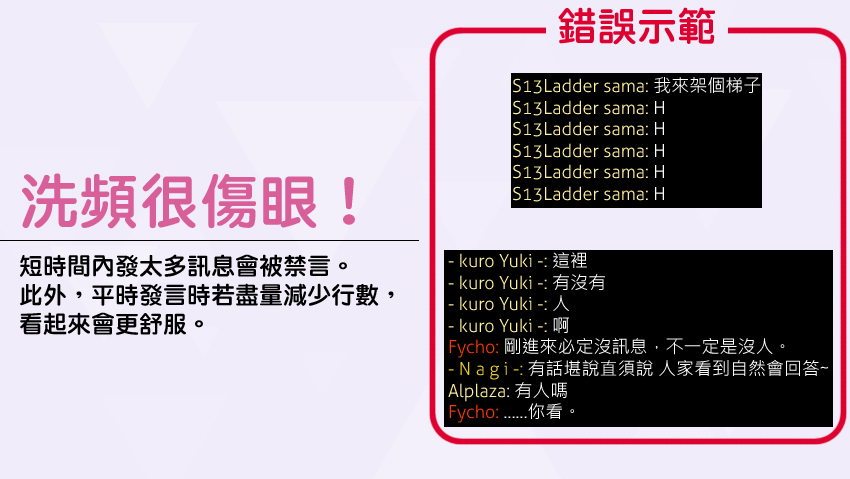 洗頻很傷眼！
短時間內發太多訊息會被禁言。
此外，平時發言時若盡量減少行數，
看起來會更舒服。
錯誤示範
S13Ladder sama: 我來架個梯子
S13Ladder sama: H
S13Ladder sama: H
S13Ladder sama: H
S13Ladder sama: H
S13Ladder sama: H
- kuro Yuki -: 這裡
- kuro Yuki -: 有沒有
- kuro Yuki -: 人
- kuro Yuki -: 啊
Fycho: 剛進來必定沒訊息，不一定是沒人。
- N a g i -: 有話堪說直須說 人家看到自然會回答~
Alplaza: 有人嗎
Fycho: ......你看。